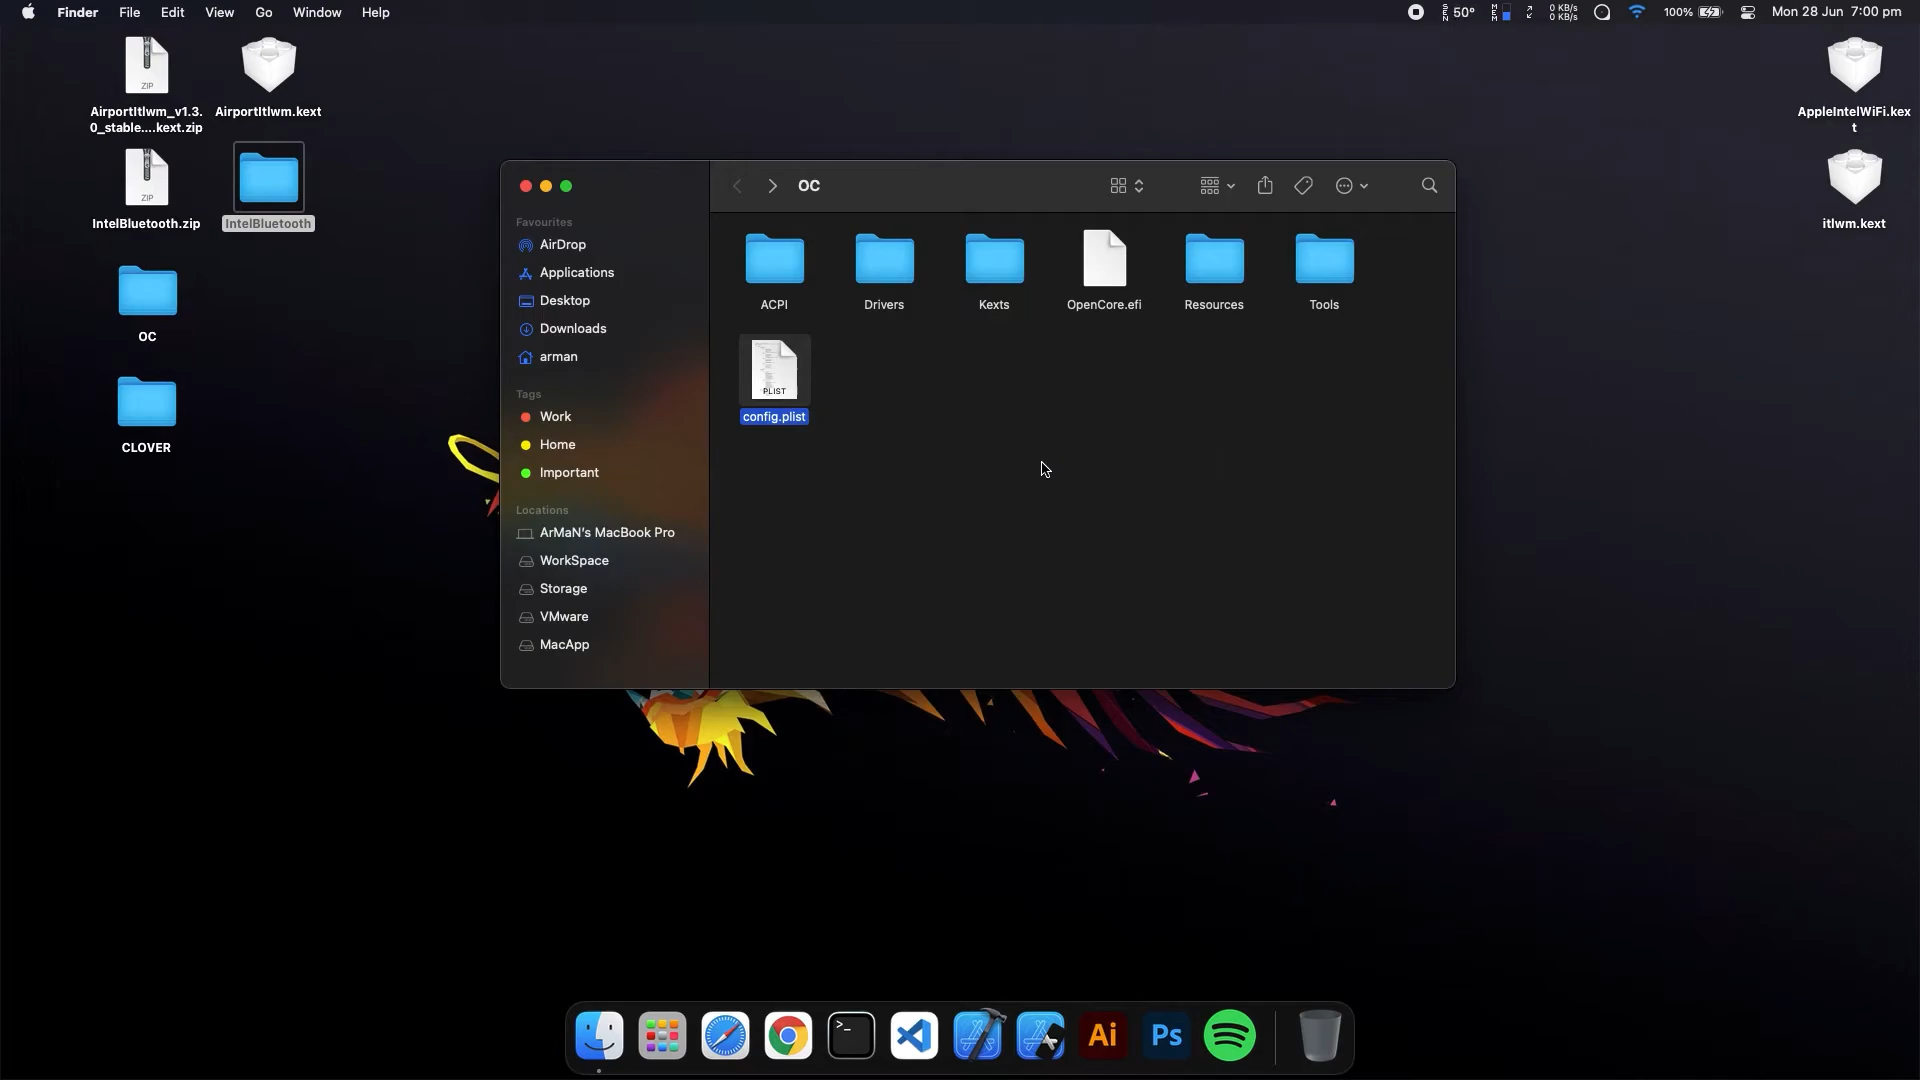 Finder File Edit View Go Window Help
SEN 50° MEM 0 KB/s 0 KB/s 100% Mon 28 Jun 7:00 pm
ZIP
AirportItlwm_v1.3.
0_stable....kext.zip
AirportItlwm.kext
ZIP
IntelBluetooth.zip
IntelBluetooth
OC
CLOVER
AppleIntelWiFi.kex
t
itlwm.kext
OC
Favourites
AirDrop
Applications
Desktop
Downloads
arman
Tags
Work
Home
Important
Locations
ArMaN's MacBook Pro
WorkSpace
Storage
VMware
MacApp
ACPI
Drivers
Kexts
OpenCore.efi
Resources
Tools
PLIST
config.plist
>_
Ai
Ps